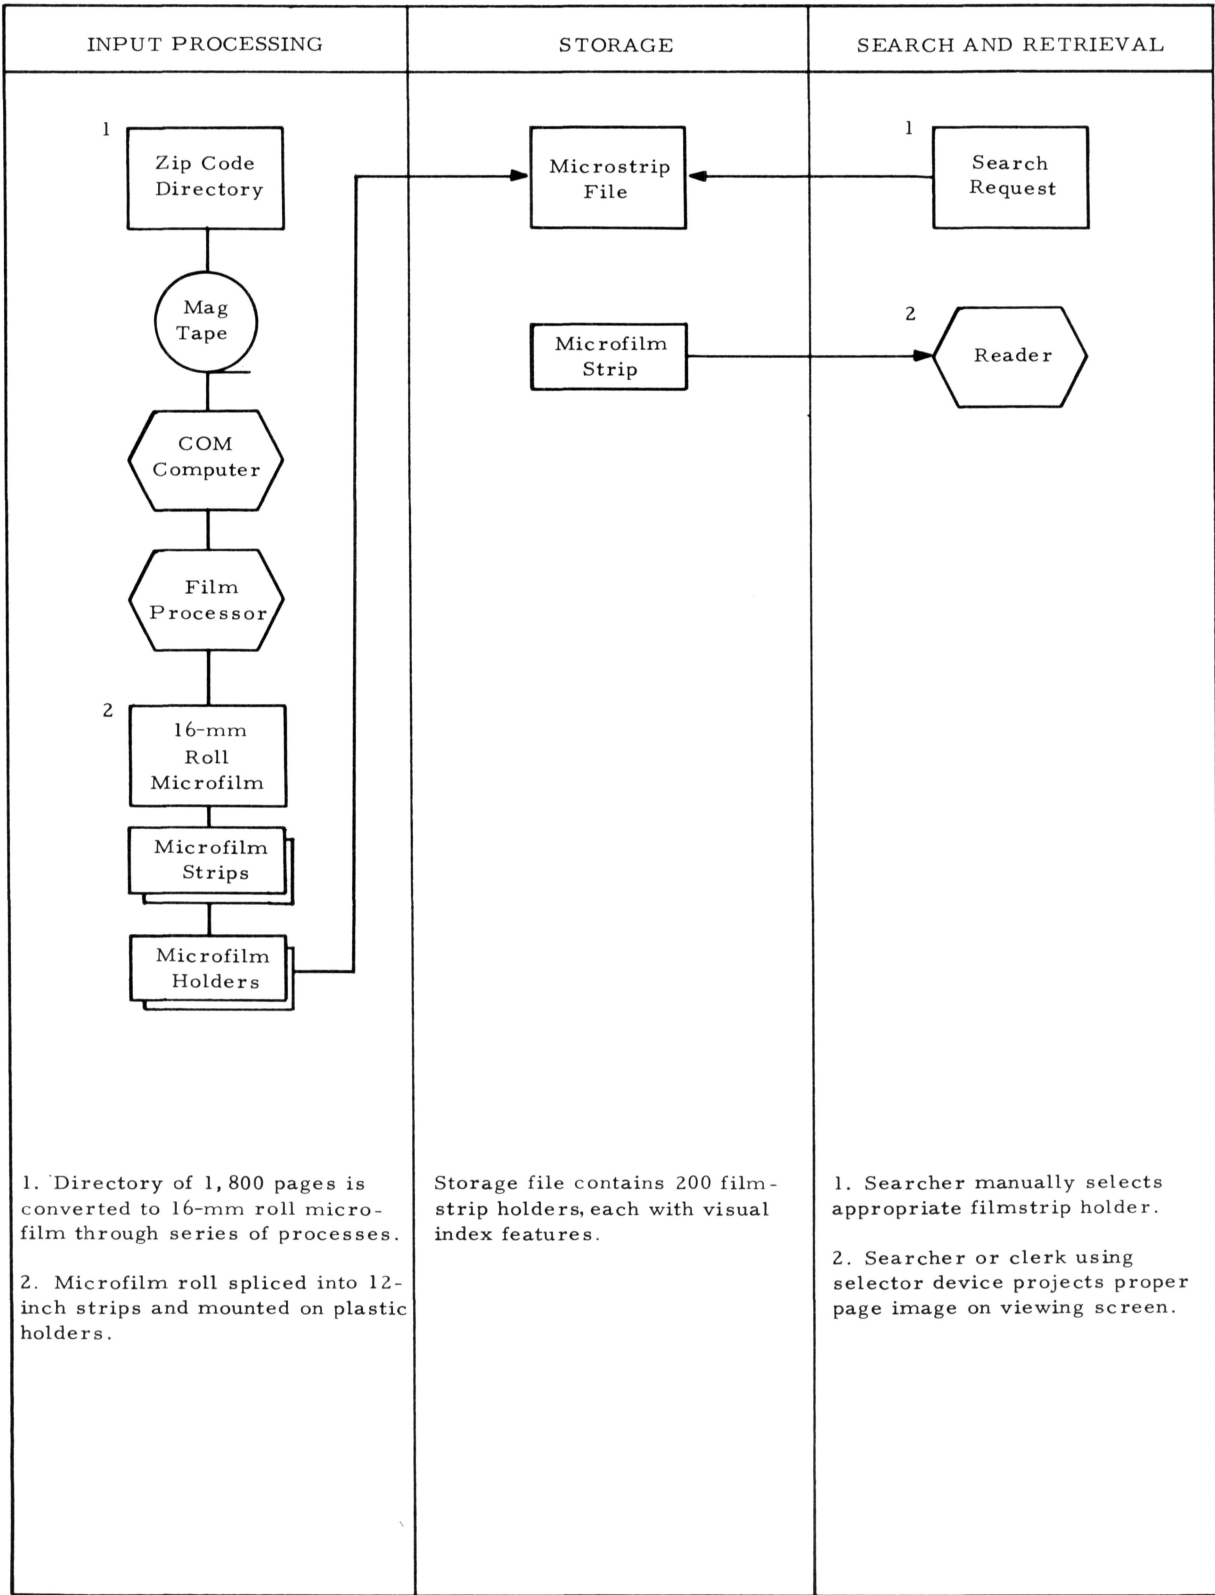 INPUT PROCESSING
STORAGE
SEARCH AND RETRIEVAL
1
Zip Code
Directory
Mag
Tape
COM
Computer
Film
Processor
2
16-mm
Roll
Microfilm
Microfilm
Strips
Microfilm
Holders
1. Directory of 1,800 pages is
converted to 16-mm roll micro-
film through series of processes.
2. Microfilm roll spliced into 12-
inch strips and mounted on plastic
holders.
Microstrip
File
Microfilm
Strip
Storage file contains 200 film-
strip holders, each with visual
index features.
1
Search
Request
2
Reader
1. Searcher manually selects
appropriate filmstrip holder.
2. Searcher or clerk using
selector device projects proper
page image on viewing screen.